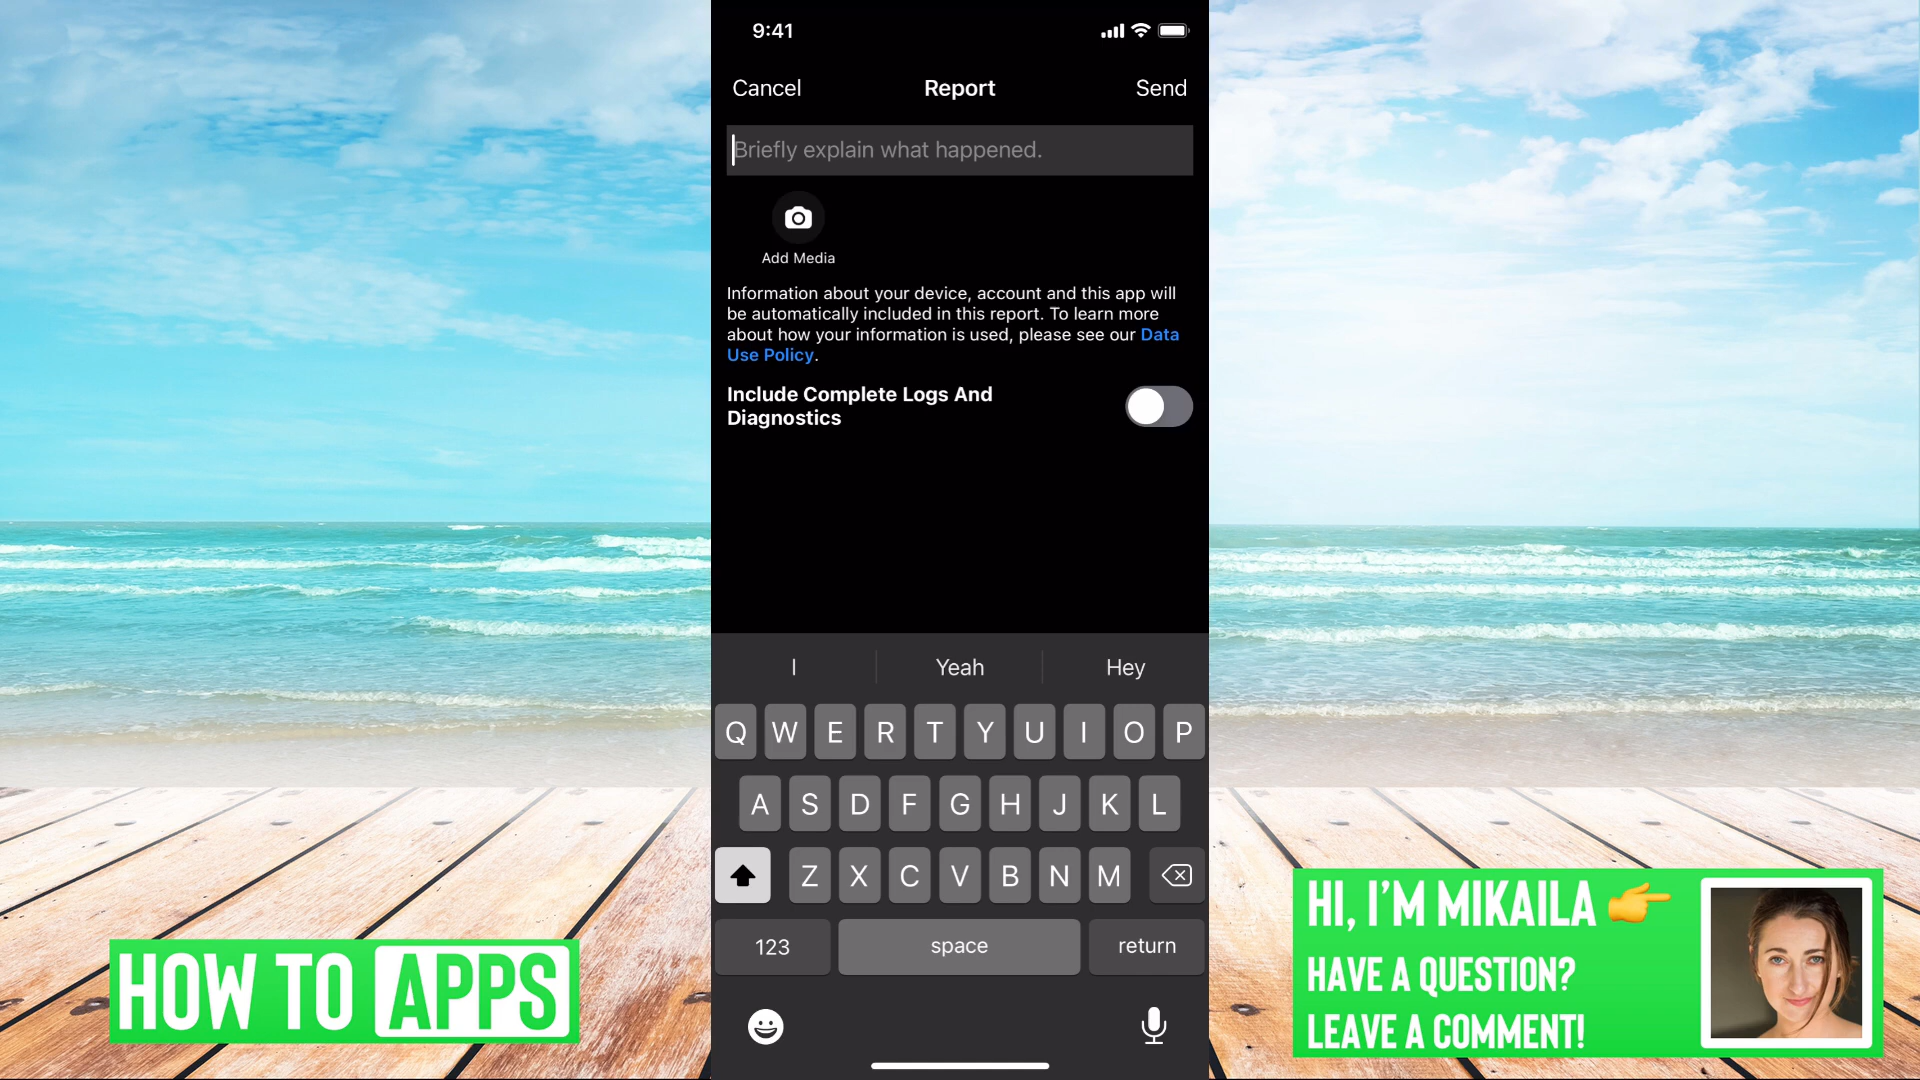 9:41
Cancel
Report
Send
Briefly explain what happened.
Add Media
Information about your device, account and this app will
be automatically included in this report. To learn more
about how your information is used, please see our Data
Use Policy.
Include Complete Logs And
Diagnostics
I
Yeah
Hey
Q W E R T Y U I O P
A S D F G H J K L
Z X C V B N M
123
space
return
HOW TO APPS
HI, I'M MIKAILA
HAVE A QUESTION?
LEAVE A COMMENT!